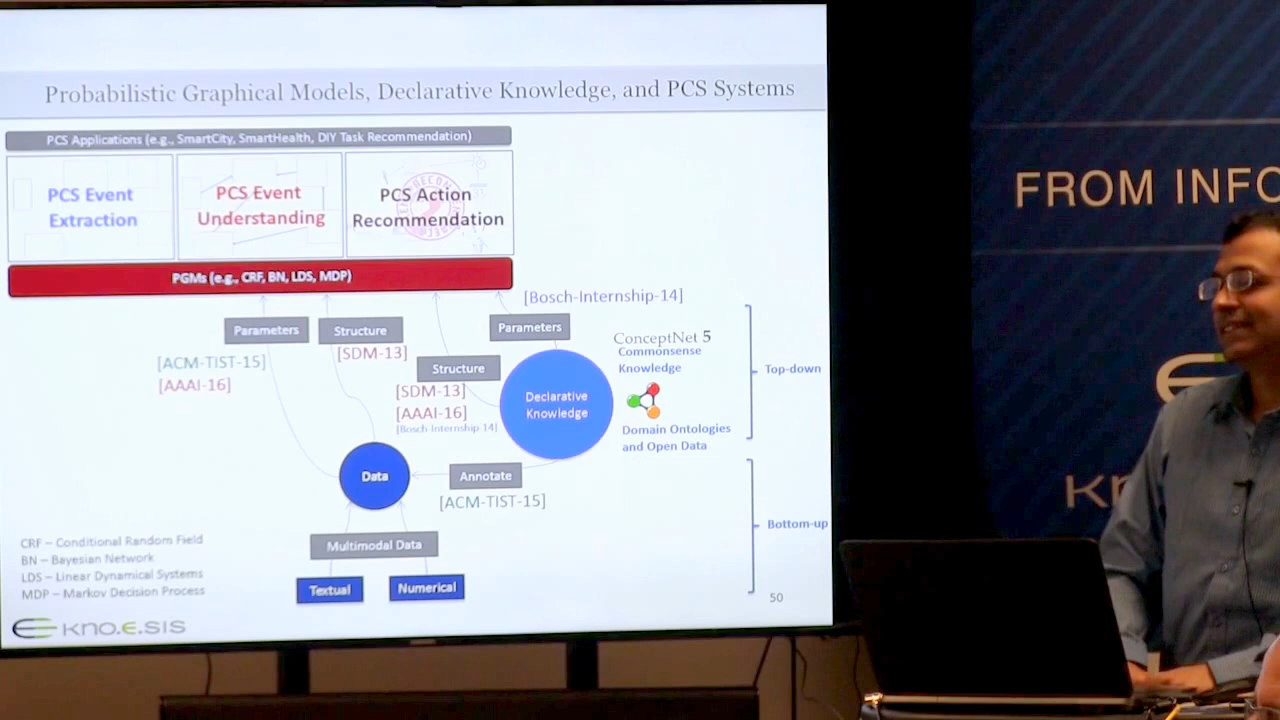 Probabilistic Graphical Models, Declarative Knowledge, and PCS Systems
PCS Applications (e.g., SmartCity, SmartHealth, DIY Task Recommendation)
PCS Event
Extraction
PCS Event
Understanding
PCS Action
Recommendation
PGMs (e.g., CRF, BN, LDS, MDP)
[Bosch-Internship-14]
Parameters
Structure
Parameters
[ACM-TIST-15]
[AAAI-16]
[SDM-13]
Structure
[SDM-13]
[AAAI-16]
[Bosch-Internship-14]
Declarative
Knowledge
ConceptNet 5
Commonsense
Knowledge
Domain Ontologies
and Open Data
Top-down
Data
Annotate
[ACM-TIST-15]
Bottom-up
Multimodal Data
Textual
Numerical
CRF – Conditional Random Field
BN – Bayesian Network
LDS – Linear Dynamical Systems
MDP – Markov Decision Process
50
kno.e.sis
FROM INFO
kn